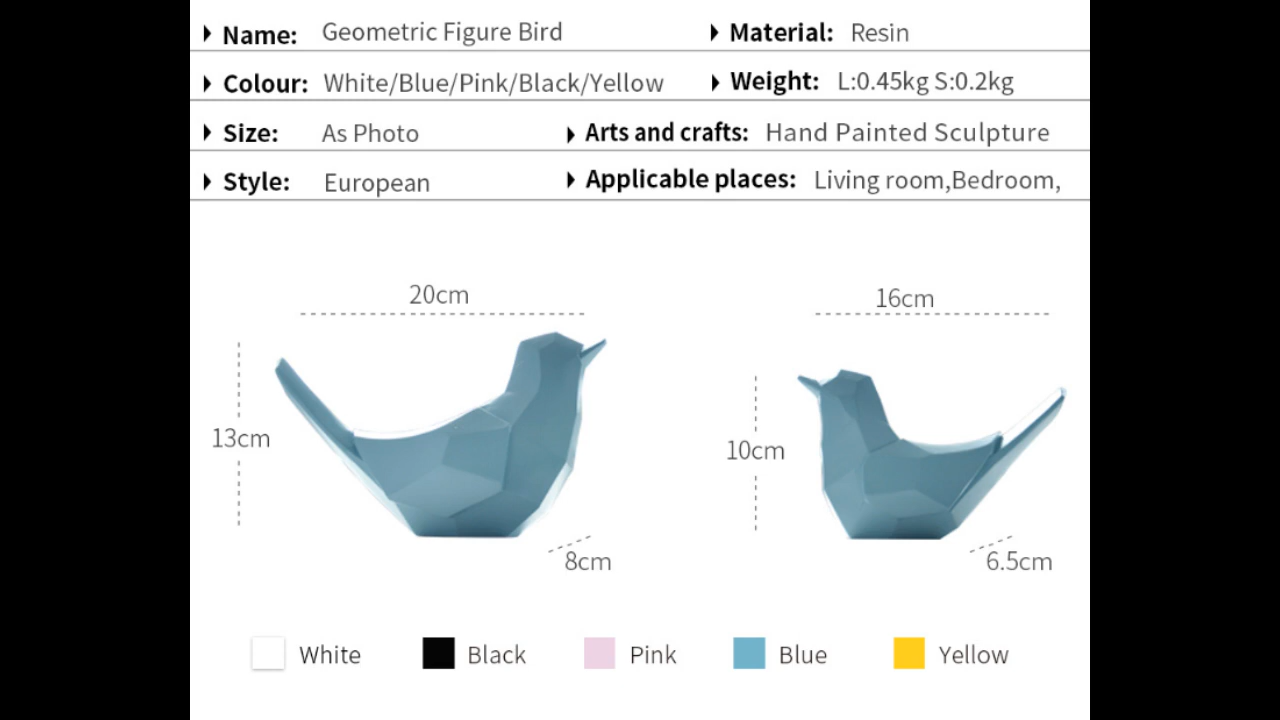 Name: Geometric Figure Bird Material: Resin
Colour: White/Blue/Pink/Black/Yellow Weight: L:0.45kg S:0.2kg
Size: As Photo Arts and crafts: Hand Painted Sculpture
Style: European Applicable places: Living room,Bedroom,
20cm 16cm
13cm 10cm
8cm 6.5cm
White Black Pink Blue Yellow